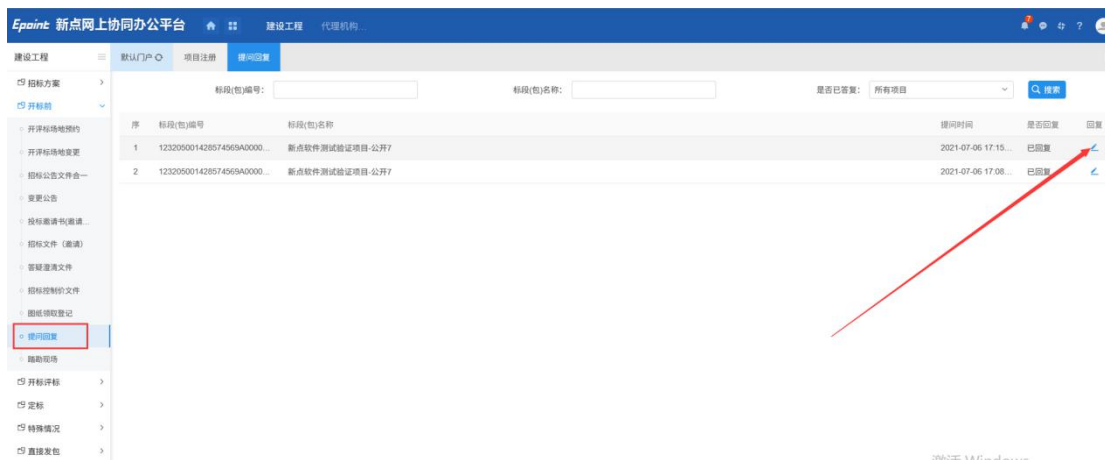 Epoint 新点网上协同办公平台 建设工程 代理机构...
7
?
建设工程
默认门户 项目注册 提问回复
招标方案
开标前
开评标场地预约
开评标场地变更
招标公告文件合一
变更公告
投标邀请书(邀请...
招标文件（邀请）
答疑澄清文件
招标控制价文件
图纸领取登记
提问回复
踏勘现场
开标评标
定标
特殊情况
直接发包
标段(包)编号： 标段(包)名称： 是否已答复： 所有项目 搜索
序 标段(包)编号 标段(包)名称 提问时间 是否回复 回复
1 123205001428574569A0000... 新点软件测试验证项目-公开7 2021-07-06 17:15... 已回复
2 123205001428574569A0000... 新点软件测试验证项目-公开7 2021-07-06 17:08... 已回复
激活 Windows